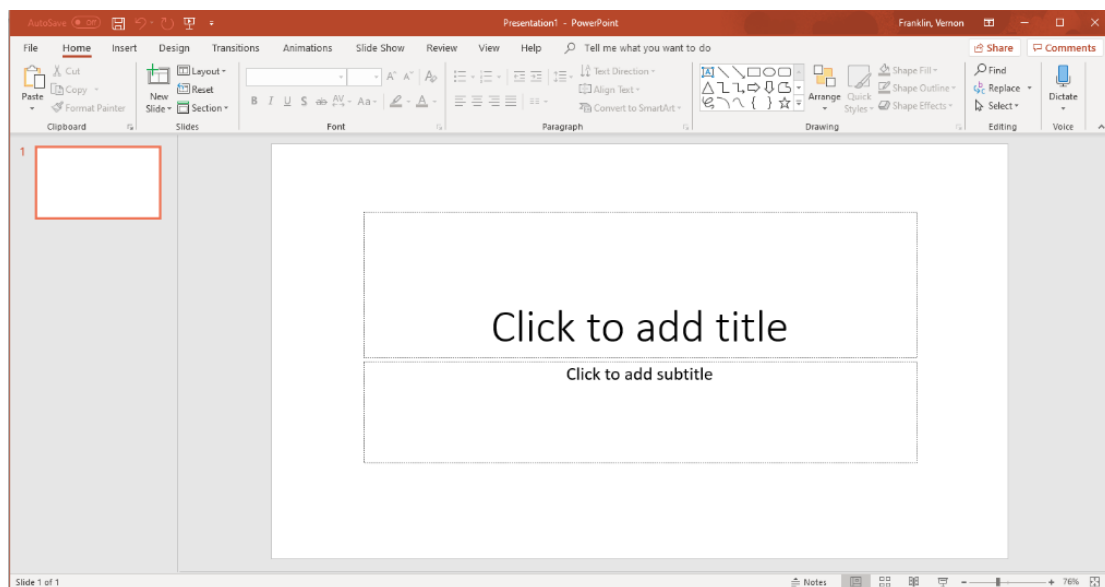 AutoSave Off
Presentation1 - PowerPoint
Franklin, Vernon
File Home Insert Design Transitions Animations Slide Show Review View Help Tell me what you want to do Share Comments
Paste
Cut
Copy
Format Painter
Clipboard
New Slide
Layout
Reset
Section
Slides
B I U S ab AV Aa A
A A A
Font
Text Direction
Align Text
Convert to SmartArt
Paragraph
Arrange
Quick Styles
Shape Fill
Shape Outline
Shape Effects
Drawing
Find
Replace
Select
Editing
Dictate
Voice
1
Click to add title
Click to add subtitle
Slide 1 of 1
Notes
76%